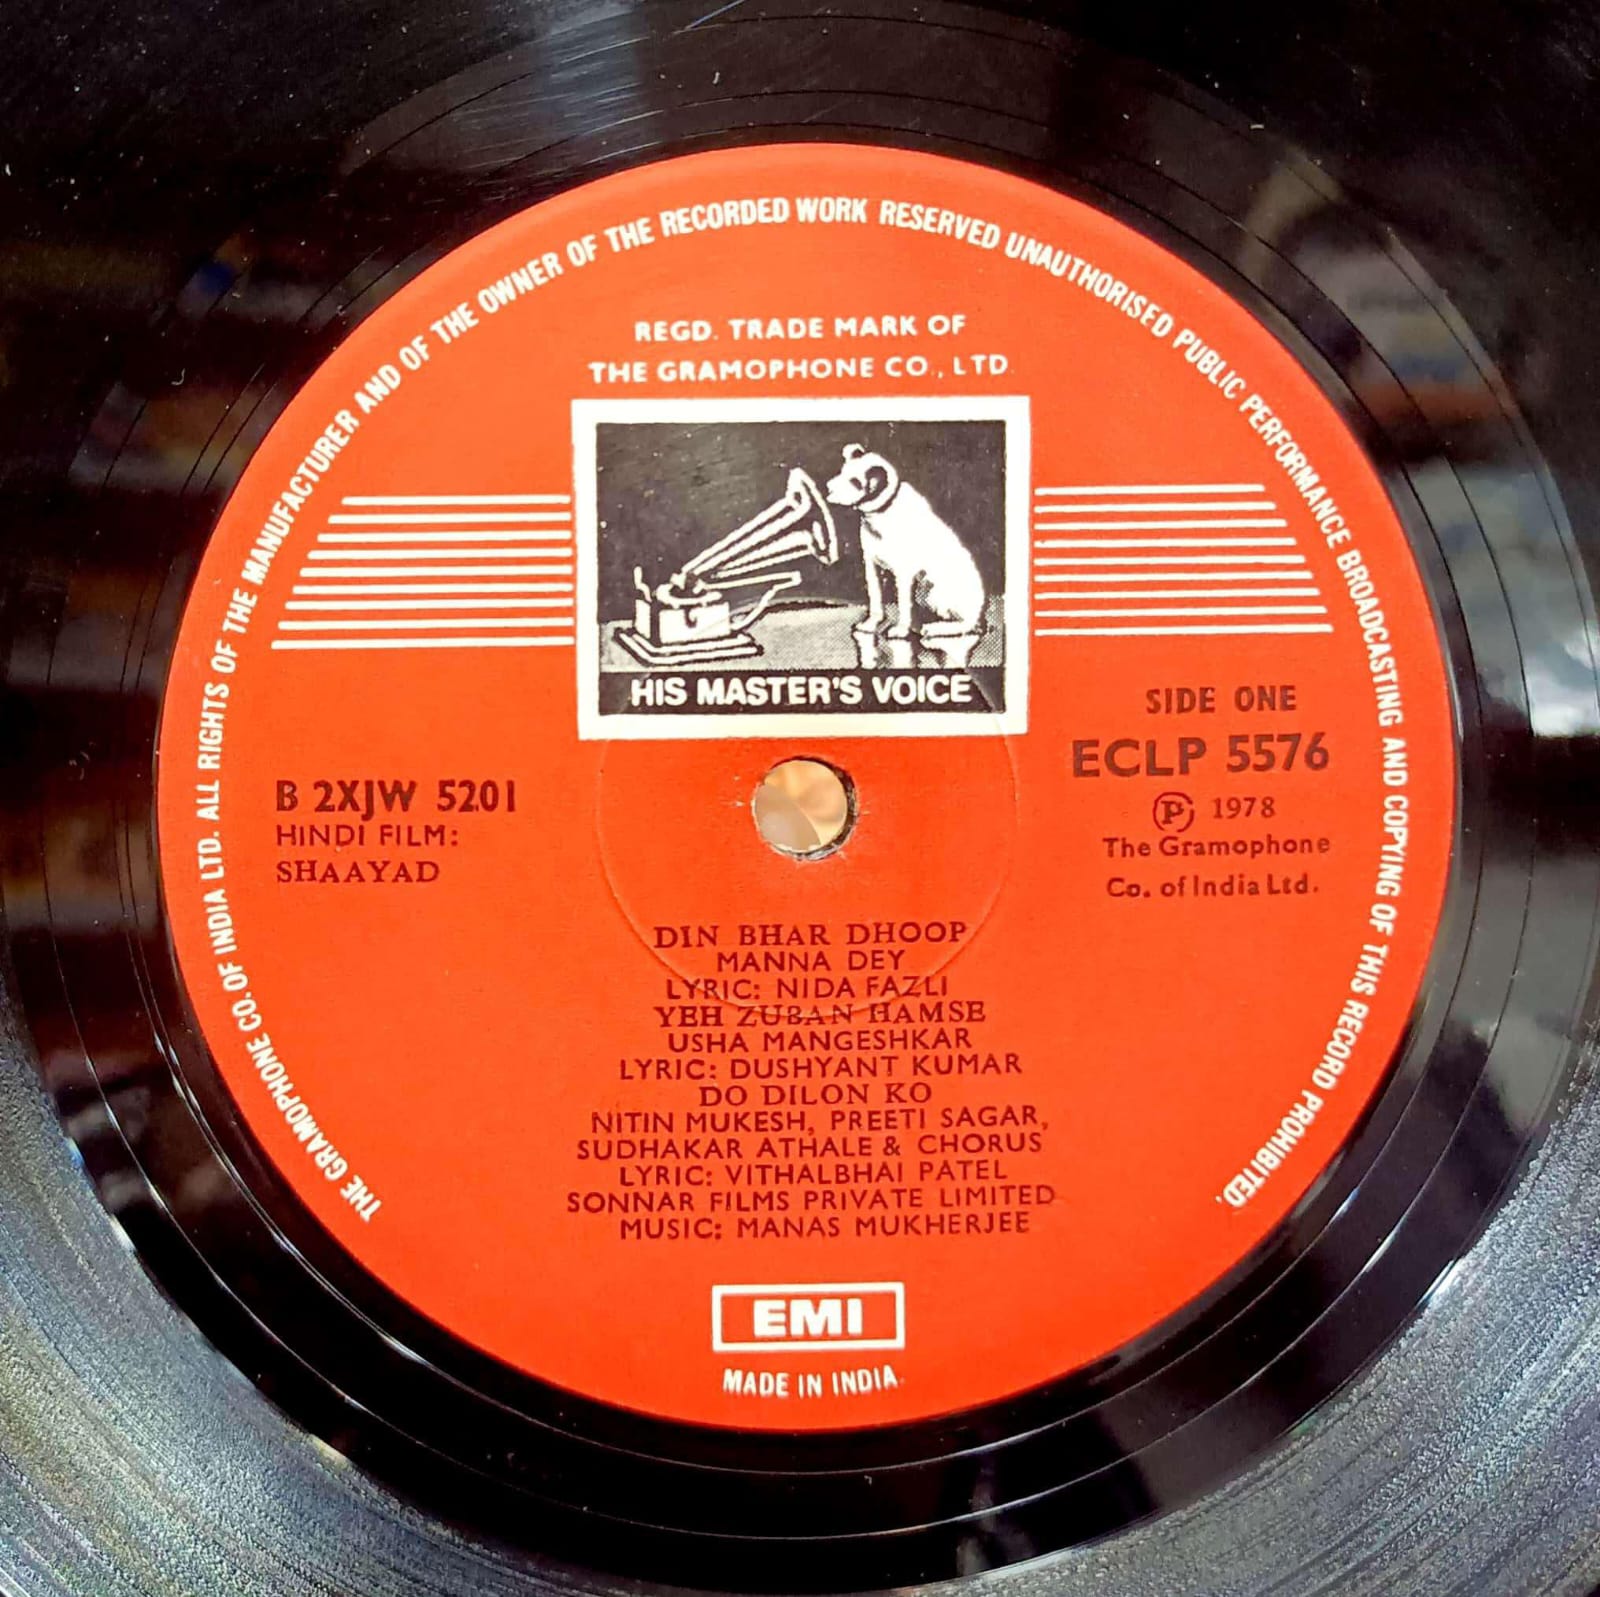 THE GRAMOPHONE CO. OF INDIA LTD. ALL RIGHTS OF THE MANUFACTURER AND OF THE OWNER OF THE RECORDED WORK RESERVED UNAUTHORISED PUBLIC PERFORMANCE BROADCASTING AND COPYING OF THIS RECORD PROHIBITED.
REGD. TRADE MARK OF
THE GRAMOPHONE CO., LTD.
HIS MASTER'S VOICE
SIDE ONE
ECLP 5576
Ⓟ 1978
The Gramophone
Co. of India Ltd.
B 2XJW 5201
HINDI FILM:
SHAAYAD
DIN BHAR DHOOP
MANNA DEY
LYRIC: NIDA FAZLI
YEH ZUBAN HAMSE
USHA MANGESHKAR
LYRIC: DUSHYANT KUMAR
DO DILON KO
NITIN MUKESH, PREETI SAGAR,
SUDHAKAR ATHALE & CHORUS
LYRIC: VITHALBHAI PATEL
SONNAR FILMS PRIVATE LIMITED
MUSIC: MANAS MUKHERJEE
EMI
MADE IN INDIA